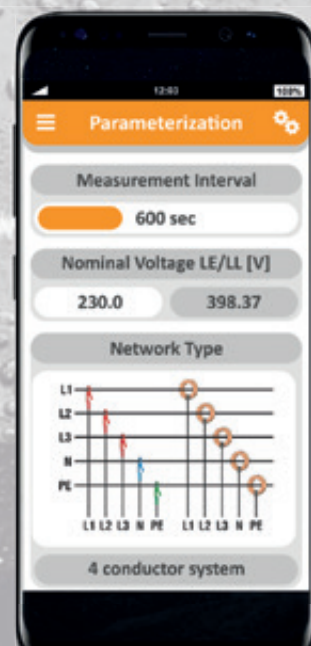 12:03
100%
Parameterization
Measurement Interval
600 sec
Nominal Voltage LE/LL [V]
230.0 398.37
Network Type
L1
L2
L3
N
PE
L1 L2 L3 N PE L1 L2 L3 N PE
4 conductor system